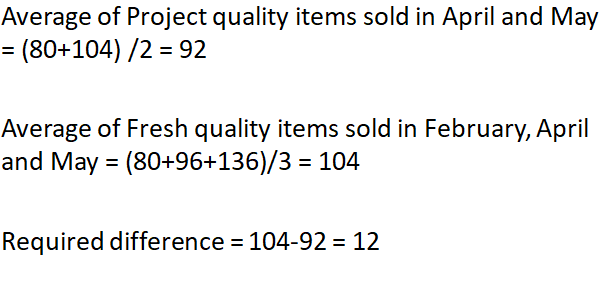 Average of Project quality items sold in April and May
= (80+104) /2 = 92
Average of Fresh quality items sold in February, April
and May = (80+96+136)/3 = 104
Required difference = 104-92 = 12